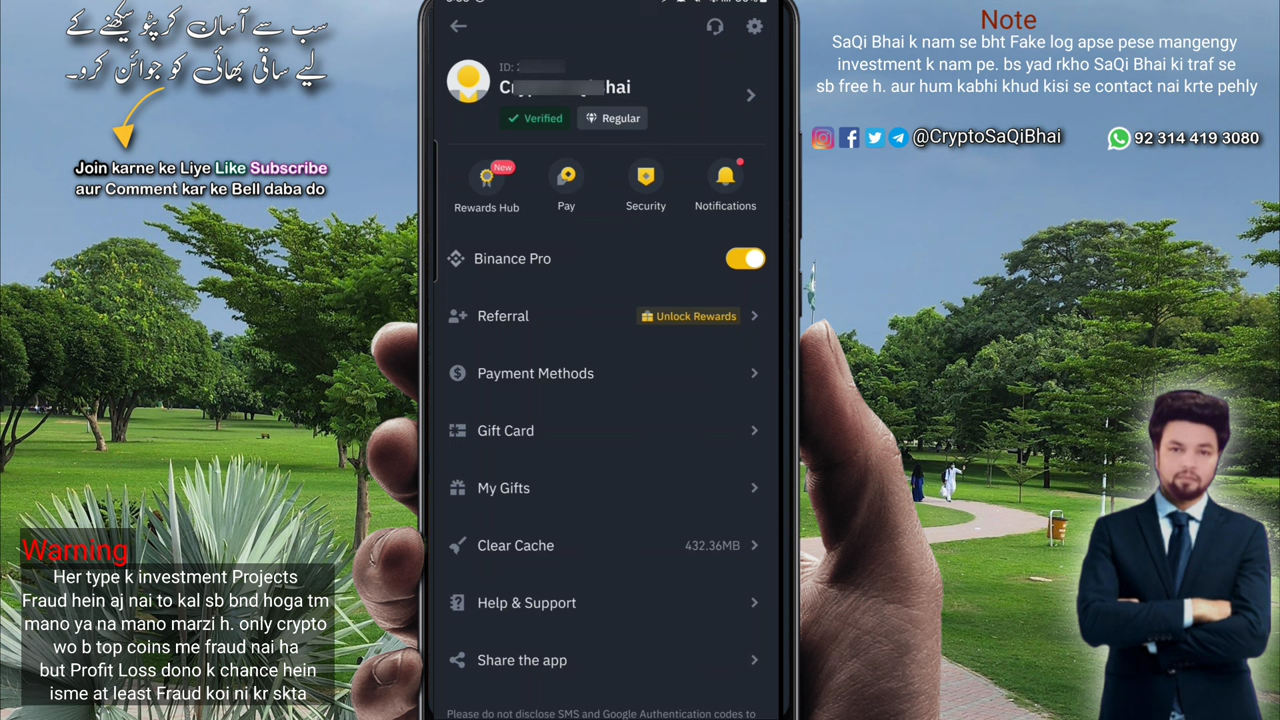 سب سے آسان کرپٹو سیکھنے کے
لیے ساقی بھائی کو جوائن کرو۔
Join karne ke Liye Like Subscribe
aur Comment kar ke Bell daba do
Warning
Her type k investment Projects
Fraud hein aj nai to kal sb bnd hoga tm
mano ya na mano marzi h. only crypto
wo b top coins me fraud nai ha
but Profit Loss dono k chance hein
isme at least Fraud koi ni kr skta
ID:
Cry hai
Verified
Regular
New
Rewards Hub
Pay
Security
Notifications
Binance Pro
Referral
Unlock Rewards
Payment Methods
Gift Card
My Gifts
Clear Cache
432.36MB
Help & Support
Share the app
Please do not disclose SMS and Google Authentication codes to
Note
SaQi Bhai k nam se bht Fake log apse pese mangengy
investment k nam pe. bs yad rkho SaQi Bhai ki traf se
sb free h. aur hum kabhi khud kisi se contact nai krte pehly
@CryptoSaQiBhai
92 314 419 3080